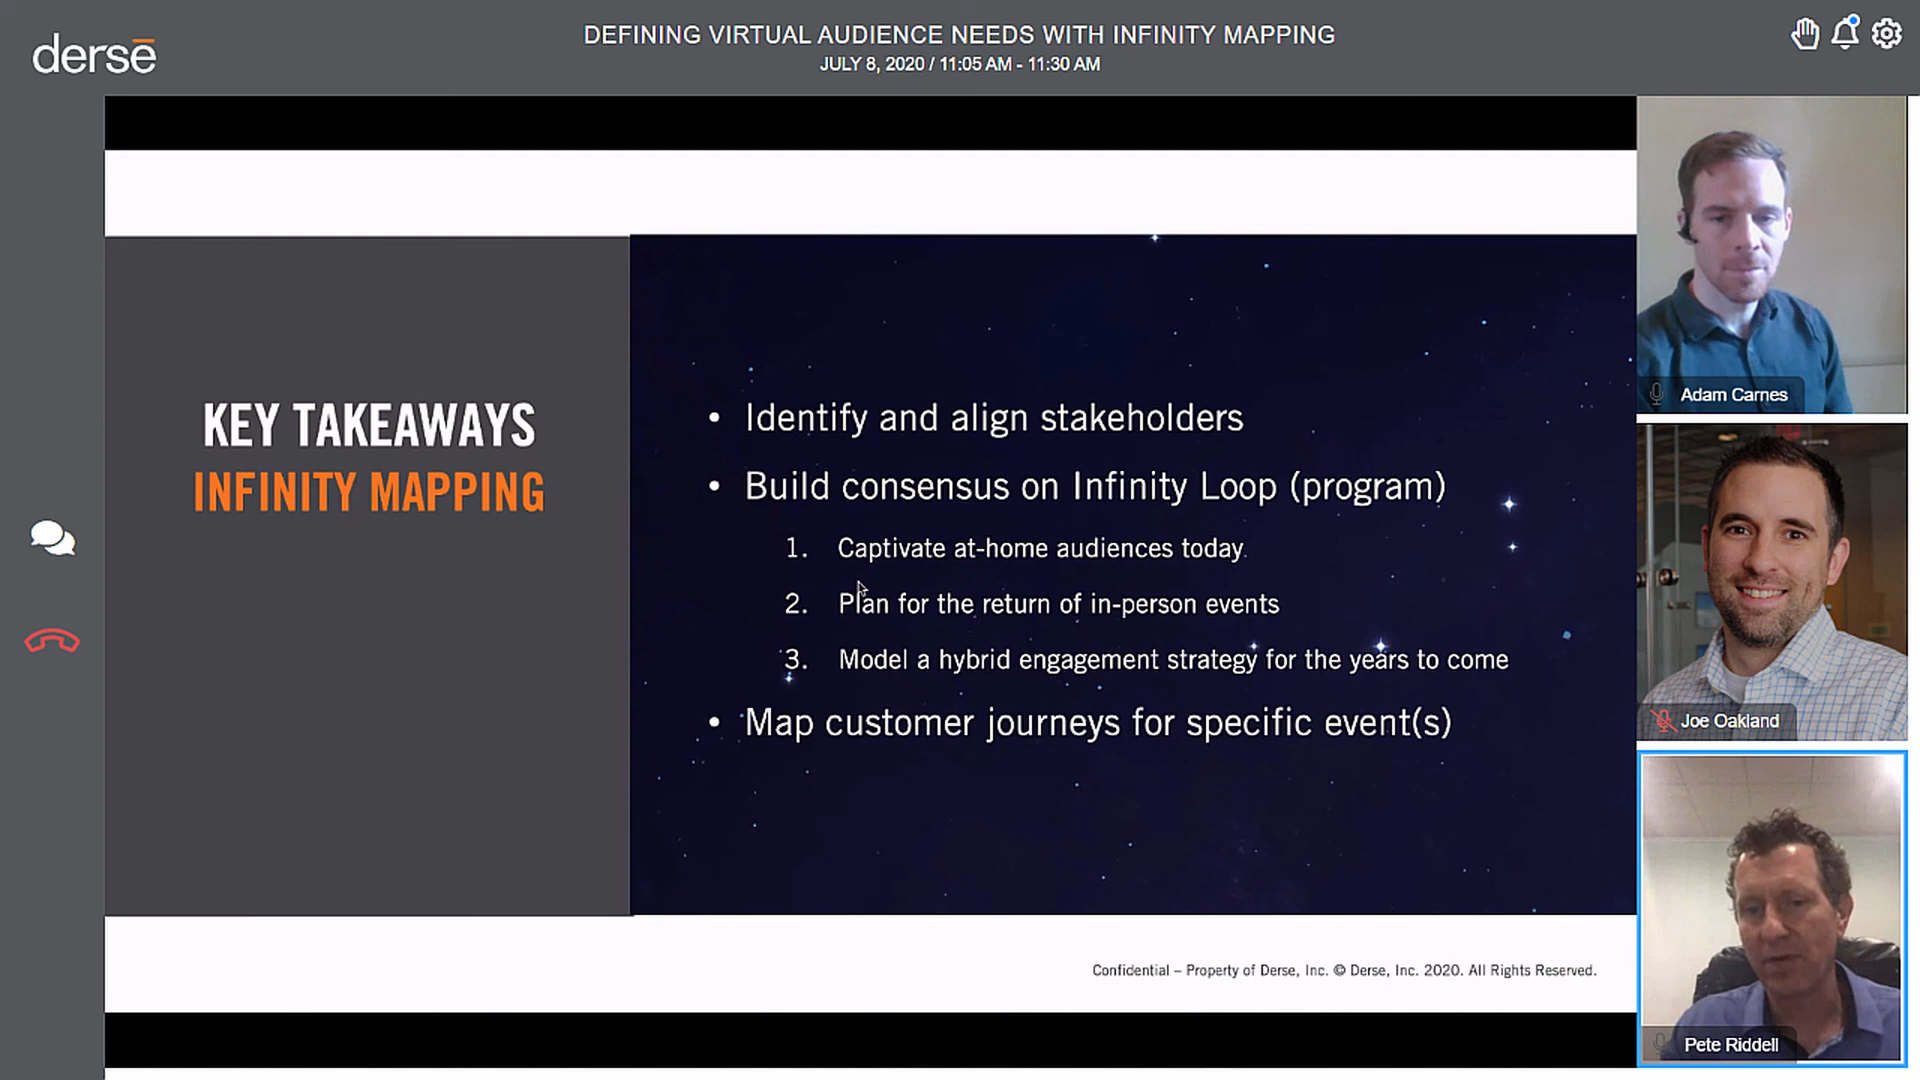 DEFINING VIRTUAL AUDIENCE NEEDS WITH INFINITY MAPPING
JULY 8, 2020 / 11:05 AM - 11:30 AM
dersē
KEY TAKEAWAYS
INFINITY MAPPING
• Identify and align stakeholders
• Build consensus on Infinity Loop (program)
1. Captivate at-home audiences today
2. Plan for the return of in-person events
3. Model a hybrid engagement strategy for the years to come
• Map customer journeys for specific event(s)
Confidential – Property of Derse, Inc. © Derse, Inc. 2020. All Rights Reserved.
Adam Carnes
Joe Oakland
Pete Riddell